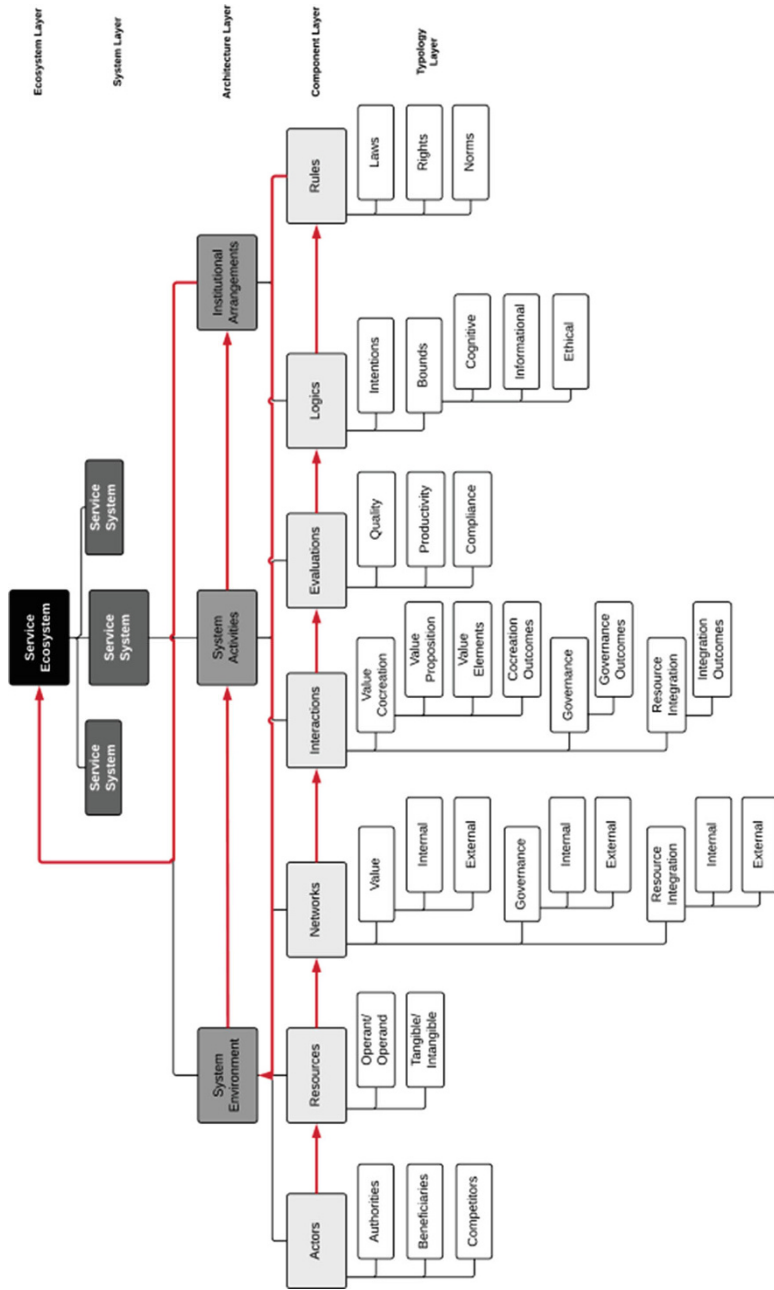 Ecosystem Layer
Service
Ecosystem
System Layer
Service
System
Service
System
Service
System
Architecture Layer
System
Environment
System
Activities
Institutional
Arrangements
Component Layer
Actors
Resources
Networks
Interactions
Evaluations
Logics
Rules
Typology
Layer
Authorities
Beneficiaries
Competitors
Operant/
Operand
Tangible/
Intangible
Value
Internal
External
Governance
Internal
External
Resource
Integration
Internal
External
Value
Cocreation
Value
Proposition
Value
Elements
Cocreation
Outcomes
Governance
Governance
Outcomes
Resource
Integration
Integration
Outcomes
Quality
Productivity
Compliance
Intentions
Bounds
Cognitive
Informational
Ethical
Laws
Rights
Norms